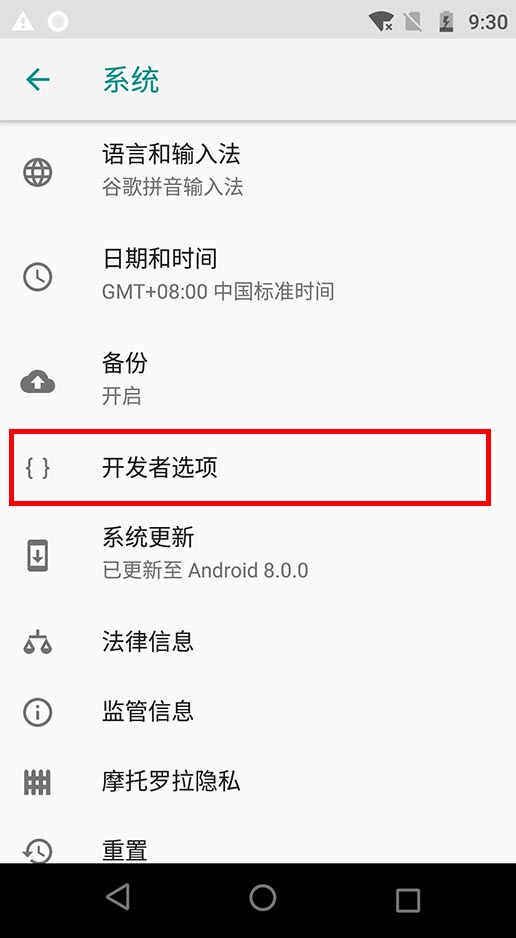 9:30
系统
语言和输入法
谷歌拼音输入法
日期和时间
GMT+08:00 中国标准时间
备份
开启
{ } 开发者选项
系统更新
已更新至 Android 8.0.0
法律信息
监管信息
摩托罗拉隐私
重置